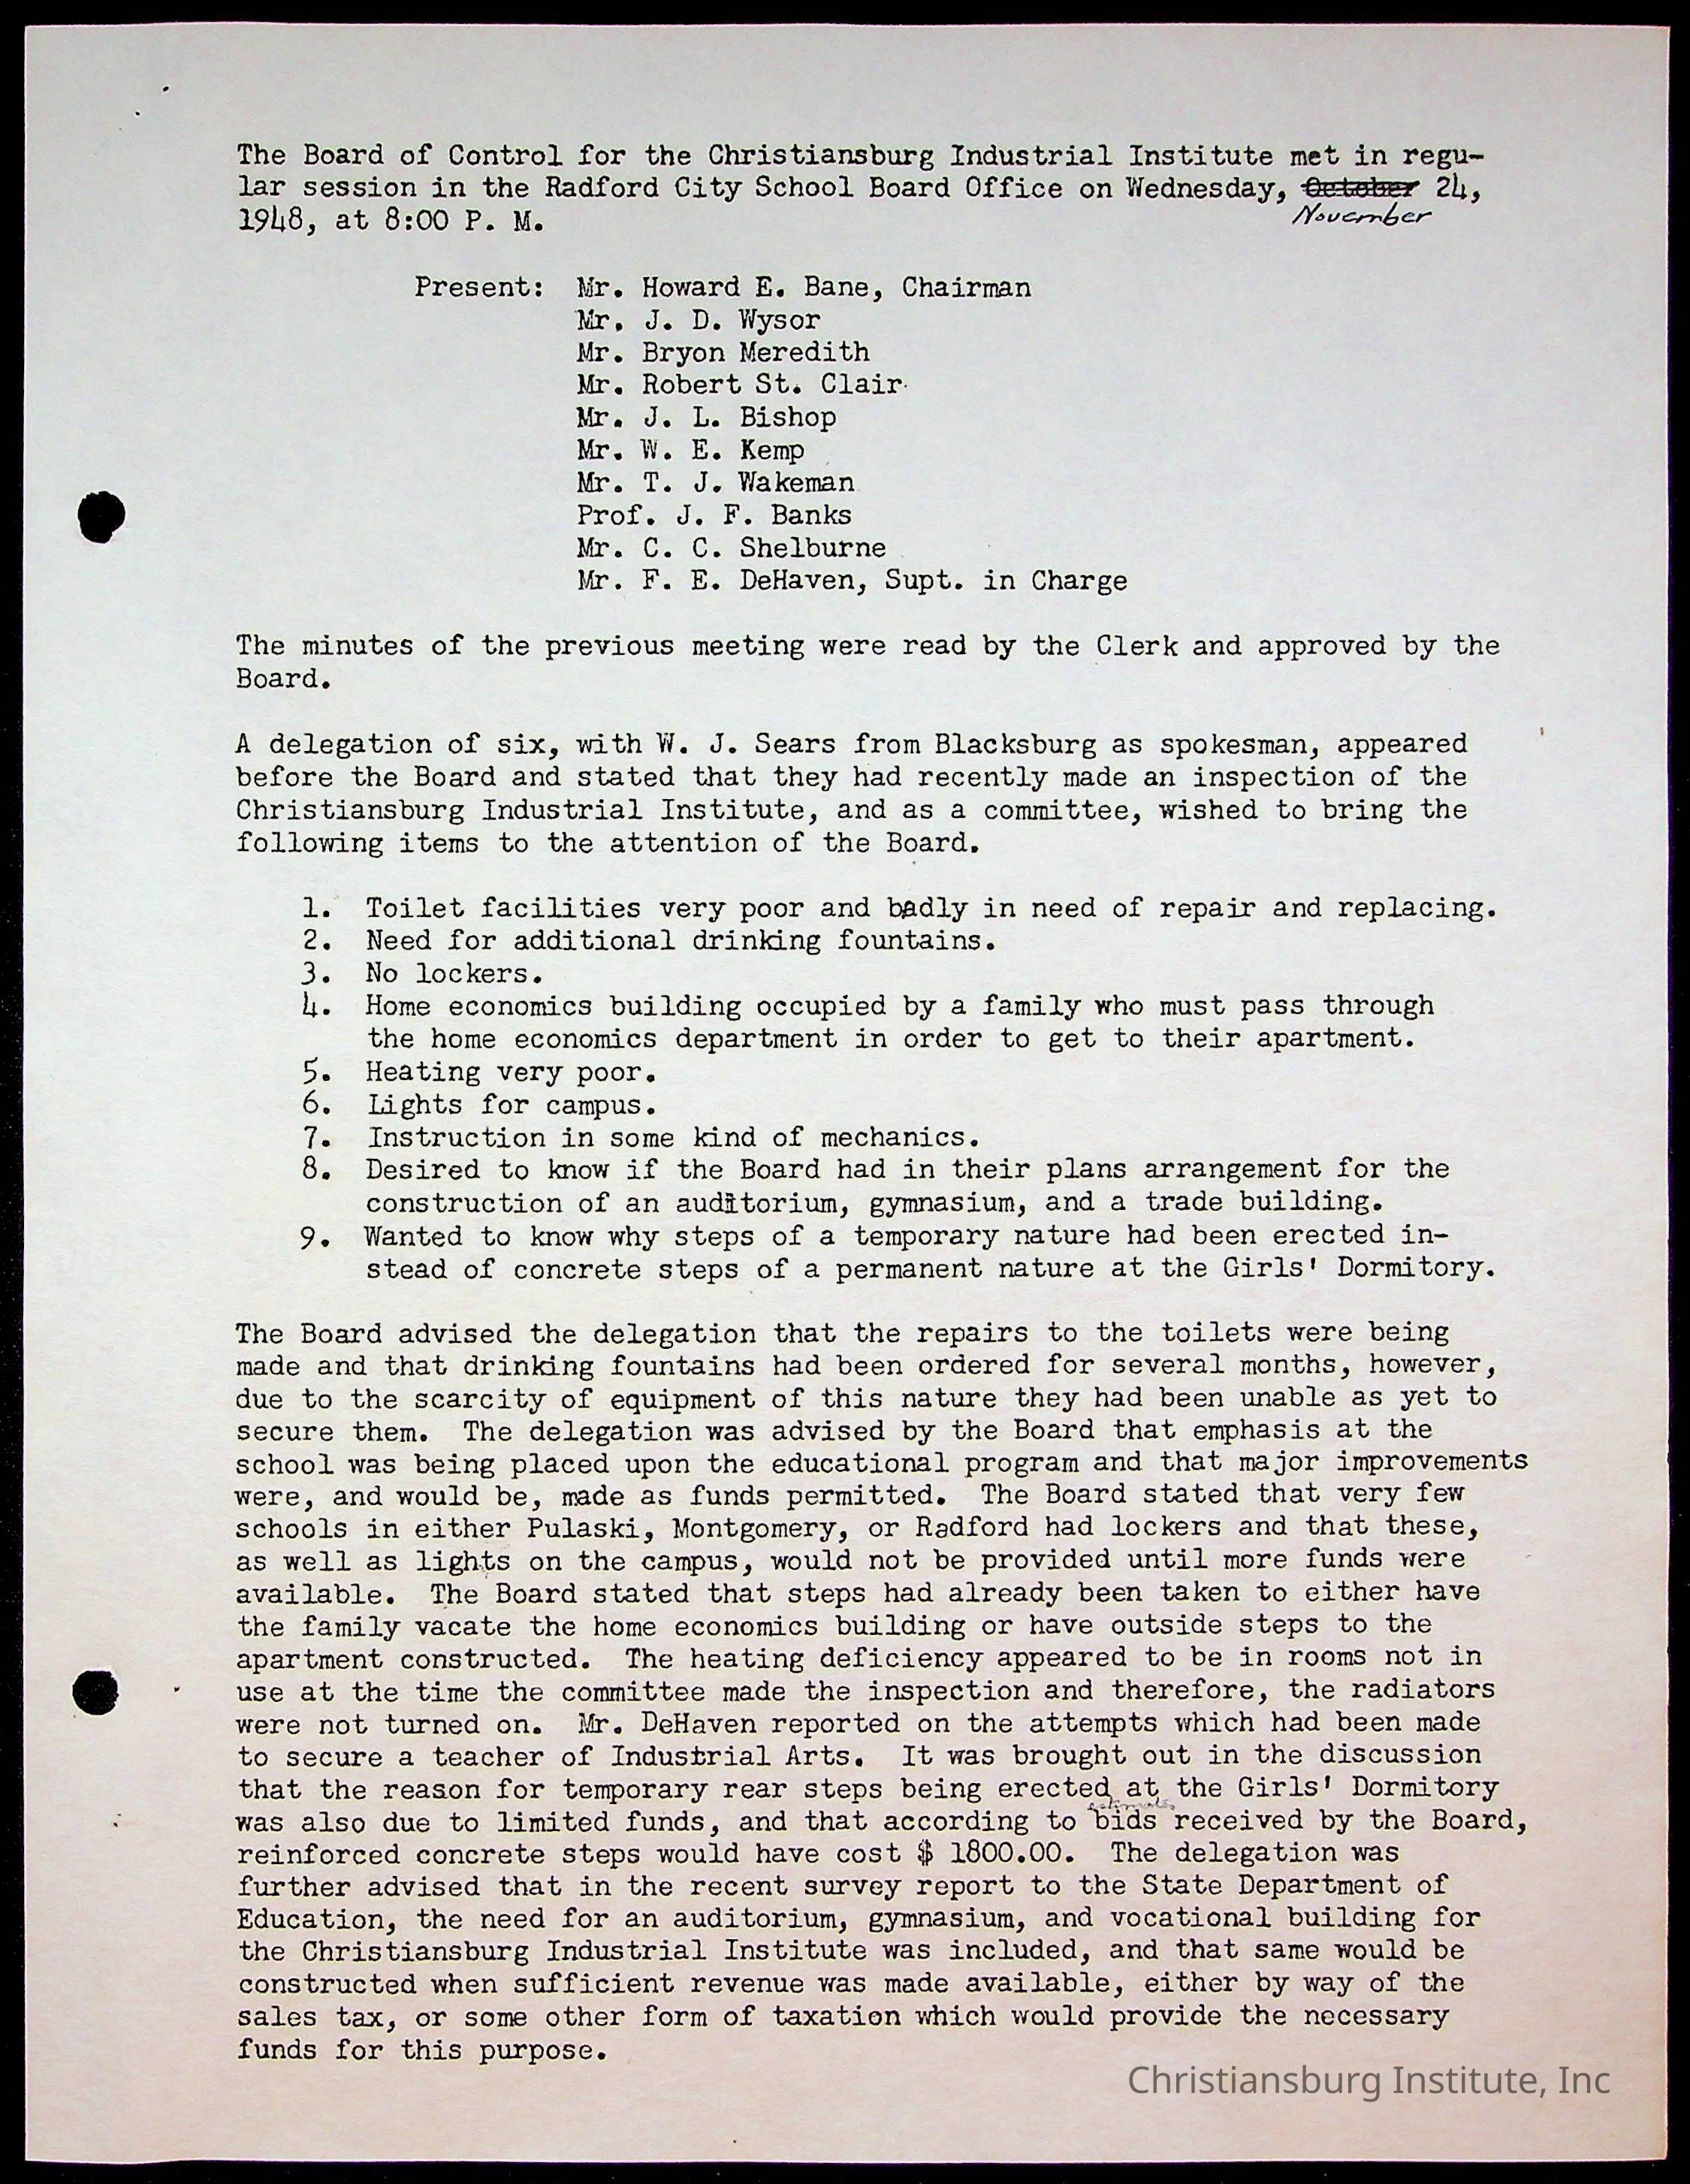 The Board of Control for the Christiansburg Industrial Institute met in regu-
lar session in the Radford City School Board Office on Wednesday, October 24,
November
1948, at 8:00 P. M.
Present: Mr. Howard E. Bane, Chairman
Mr. J. D. Wysor
Mr. Bryon Meredith
Mr. Robert St. Clair
Mr. J. L. Bishop
Mr. W. E. Kemp
Mr. T. J. Wakeman
Prof. J. F. Banks
Mr. C. C. Shelburne
Mr. F. E. DeHaven, Supt. in Charge
The minutes of the previous meeting were read by the Clerk and approved by the
Board.
A delegation of six, with W. J. Sears from Blacksburg as spokesman, appeared
before the Board and stated that they had recently made an inspection of the
Christiansburg Industrial Institute, and as a committee, wished to bring the
following items to the attention of the Board.
1. Toilet facilities very poor and badly in need of repair and replacing.
2. Need for additional drinking fountains.
3. No lockers.
4. Home economics building occupied by a family who must pass through
the home economics department in order to get to their apartment.
5. Heating very poor.
6. Lights for campus.
7. Instruction in some kind of mechanics.
8. Desired to know if the Board had in their plans arrangement for the
construction of an auditorium, gymnasium, and a trade building.
9. Wanted to know why steps of a temporary nature had been erected in-
stead of concrete steps of a permanent nature at the Girls' Dormitory.
The Board advised the delegation that the repairs to the toilets were being
made and that drinking fountains had been ordered for several months, however,
due to the scarcity of equipment of this nature they had been unable as yet to
secure them. The delegation was advised by the Board that emphasis at the
school was being placed upon the educational program and that major improvements
were, and would be, made as funds permitted. The Board stated that very few
schools in either Pulaski, Montgomery, or Radford had lockers and that these,
as well as lights on the campus, would not be provided until more funds were
available. The Board stated that steps had already been taken to either have
the family vacate the home economics building or have outside steps to the
apartment constructed. The heating deficiency appeared to be in rooms not in
use at the time the committee made the inspection and therefore, the radiators
were not turned on. Mr. DeHaven reported on the attempts which had been made
to secure a teacher of Industrial Arts. It was brought out in the discussion
that the reason for temporary rear steps being erected at the Girls' Dormitory
estimates
was also due to limited funds, and that according to bids received by the Board,
reinforced concrete steps would have cost $ 1800.00. The delegation was
further advised that in the recent survey report to the State Department of
Education, the need for an auditorium, gymnasium, and vocational building for
the Christiansburg Industrial Institute was included, and that same would be
constructed when sufficient revenue was made available, either by way of the
sales tax, or some other form of taxation which would provide the necessary
funds for this purpose.
Christiansburg Institute, Inc